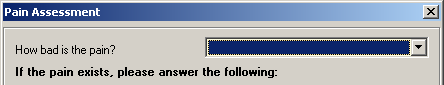 Pain Assessment
How bad is the pain?
If the pain exists, please answer the following: